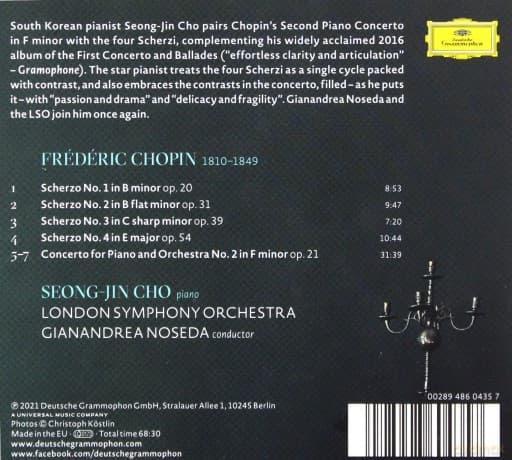 South Korean pianist Seong-Jin Cho pairs Chopin's Second Piano Concerto
in F minor with the four Scherzi, complementing his widely acclaimed 2016
album of the First Concerto and Ballades ("effortless clarity and articulation"
– Gramophone). The star pianist treats the four Scherzi as a single cycle packed
with contrast, and also embraces the contrasts in the concerto, filled – as he puts
it – with "passion and drama" and "delicacy and fragility". Gianandrea Noseda and
the LSO join him once again.
Deutsche
Grammophon
FRÉDÉRIC CHOPIN 1810–1849
1 Scherzo No. 1 in B minor op. 20 8:53
2 Scherzo No. 2 in B flat minor op. 31 9:47
3 Scherzo No. 3 in C sharp minor op. 39 7:20
4 Scherzo No. 4 in E major op. 54 10:44
5–7 Concerto for Piano and Orchestra No. 2 in F minor op. 21 31:39
SEONG-JIN CHO piano
LONDON SYMPHONY ORCHESTRA
GIANANDREA NOSEDA conductor
00289 486 0435 7
℗ 2021 Deutsche Grammophon GmbH, Stralauer Allee 1, 10245 Berlin
A UNIVERSAL MUSIC COMPANY
Photos © Christoph Köstlin
Made in the EU · Total time 68:30
www.deutschegrammophon.com
www.facebook.com/deutschegrammophon